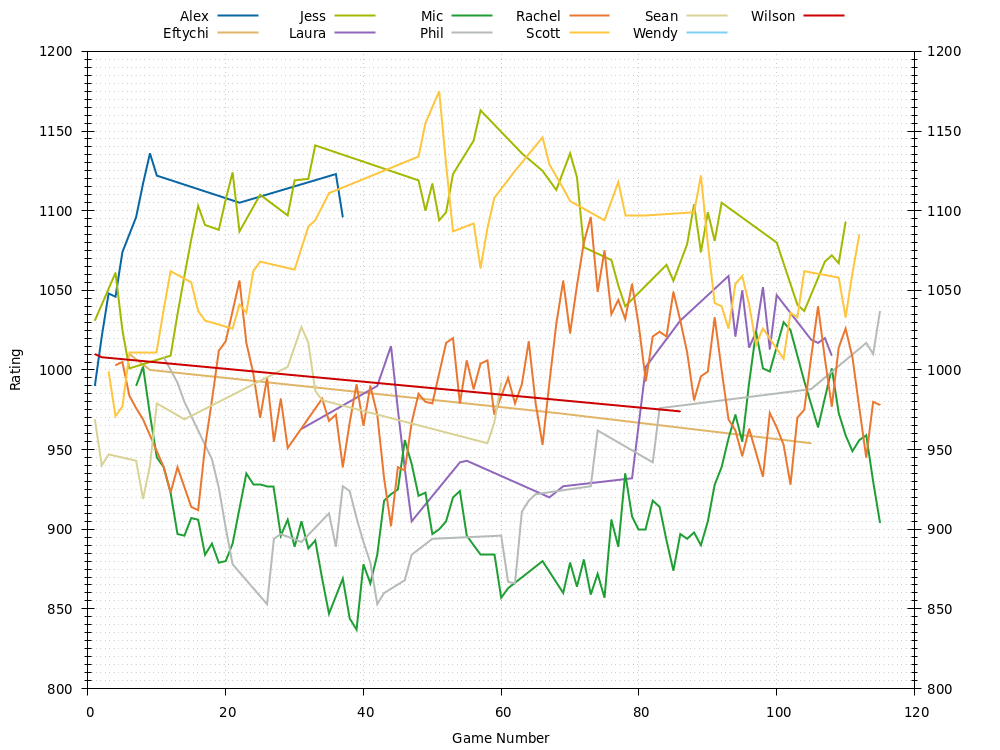 Alex Jess Mic Rachel Sean Wilson
Eftychi Laura Phil Scott Wendy
1200 1200
1150 1150
1100 1100
1050 1050
1000 1000
950 950
900 900
850 850
800 800
Rating
0 20 40 60 80 100 120
Game Number